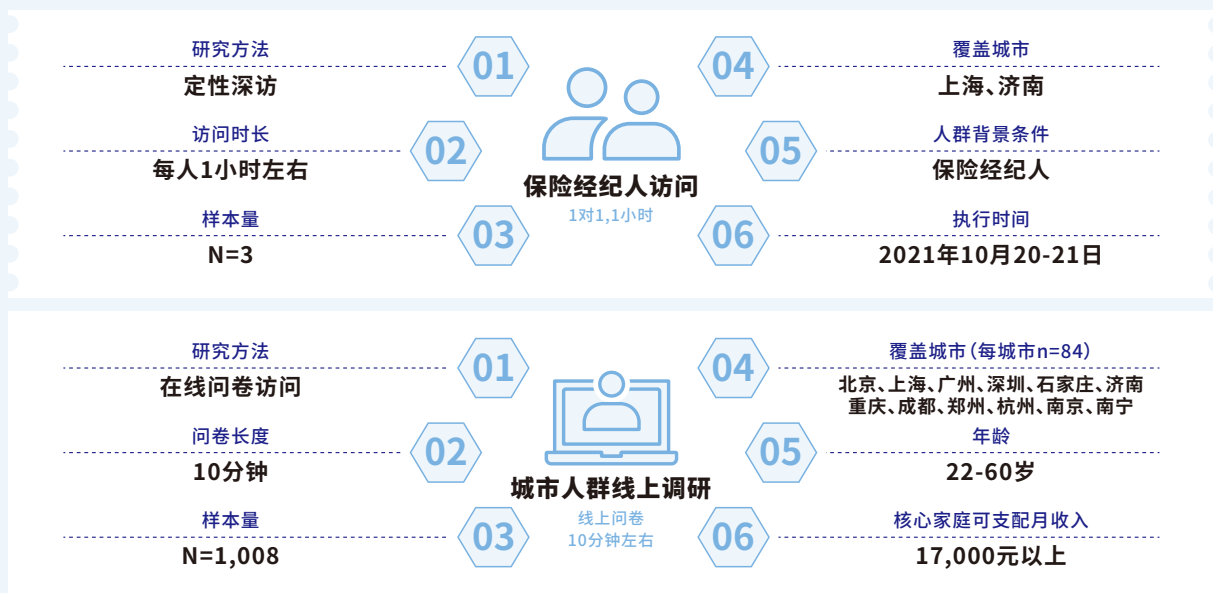 研究方法
01
定性深访
访问时长
02
每人1小时左右
样本量
03
N=3
保险经纪人访问
1对1,1小时
04
覆盖城市
上海、济南
05
人群背景条件
保险经纪人
06
执行时间
2021年10月20-21日
研究方法
01
在线问卷访问
问卷长度
02
10分钟
样本量
03
N=1,008
城市人群线上调研
线上问卷
10分钟左右
04
覆盖城市(每城市n=84)
北京、上海、广州、深圳、石家庄、济南
重庆、成都、郑州、杭州、南京、南宁
05
年龄
22-60岁
06
核心家庭可支配月收入
17,000元以上